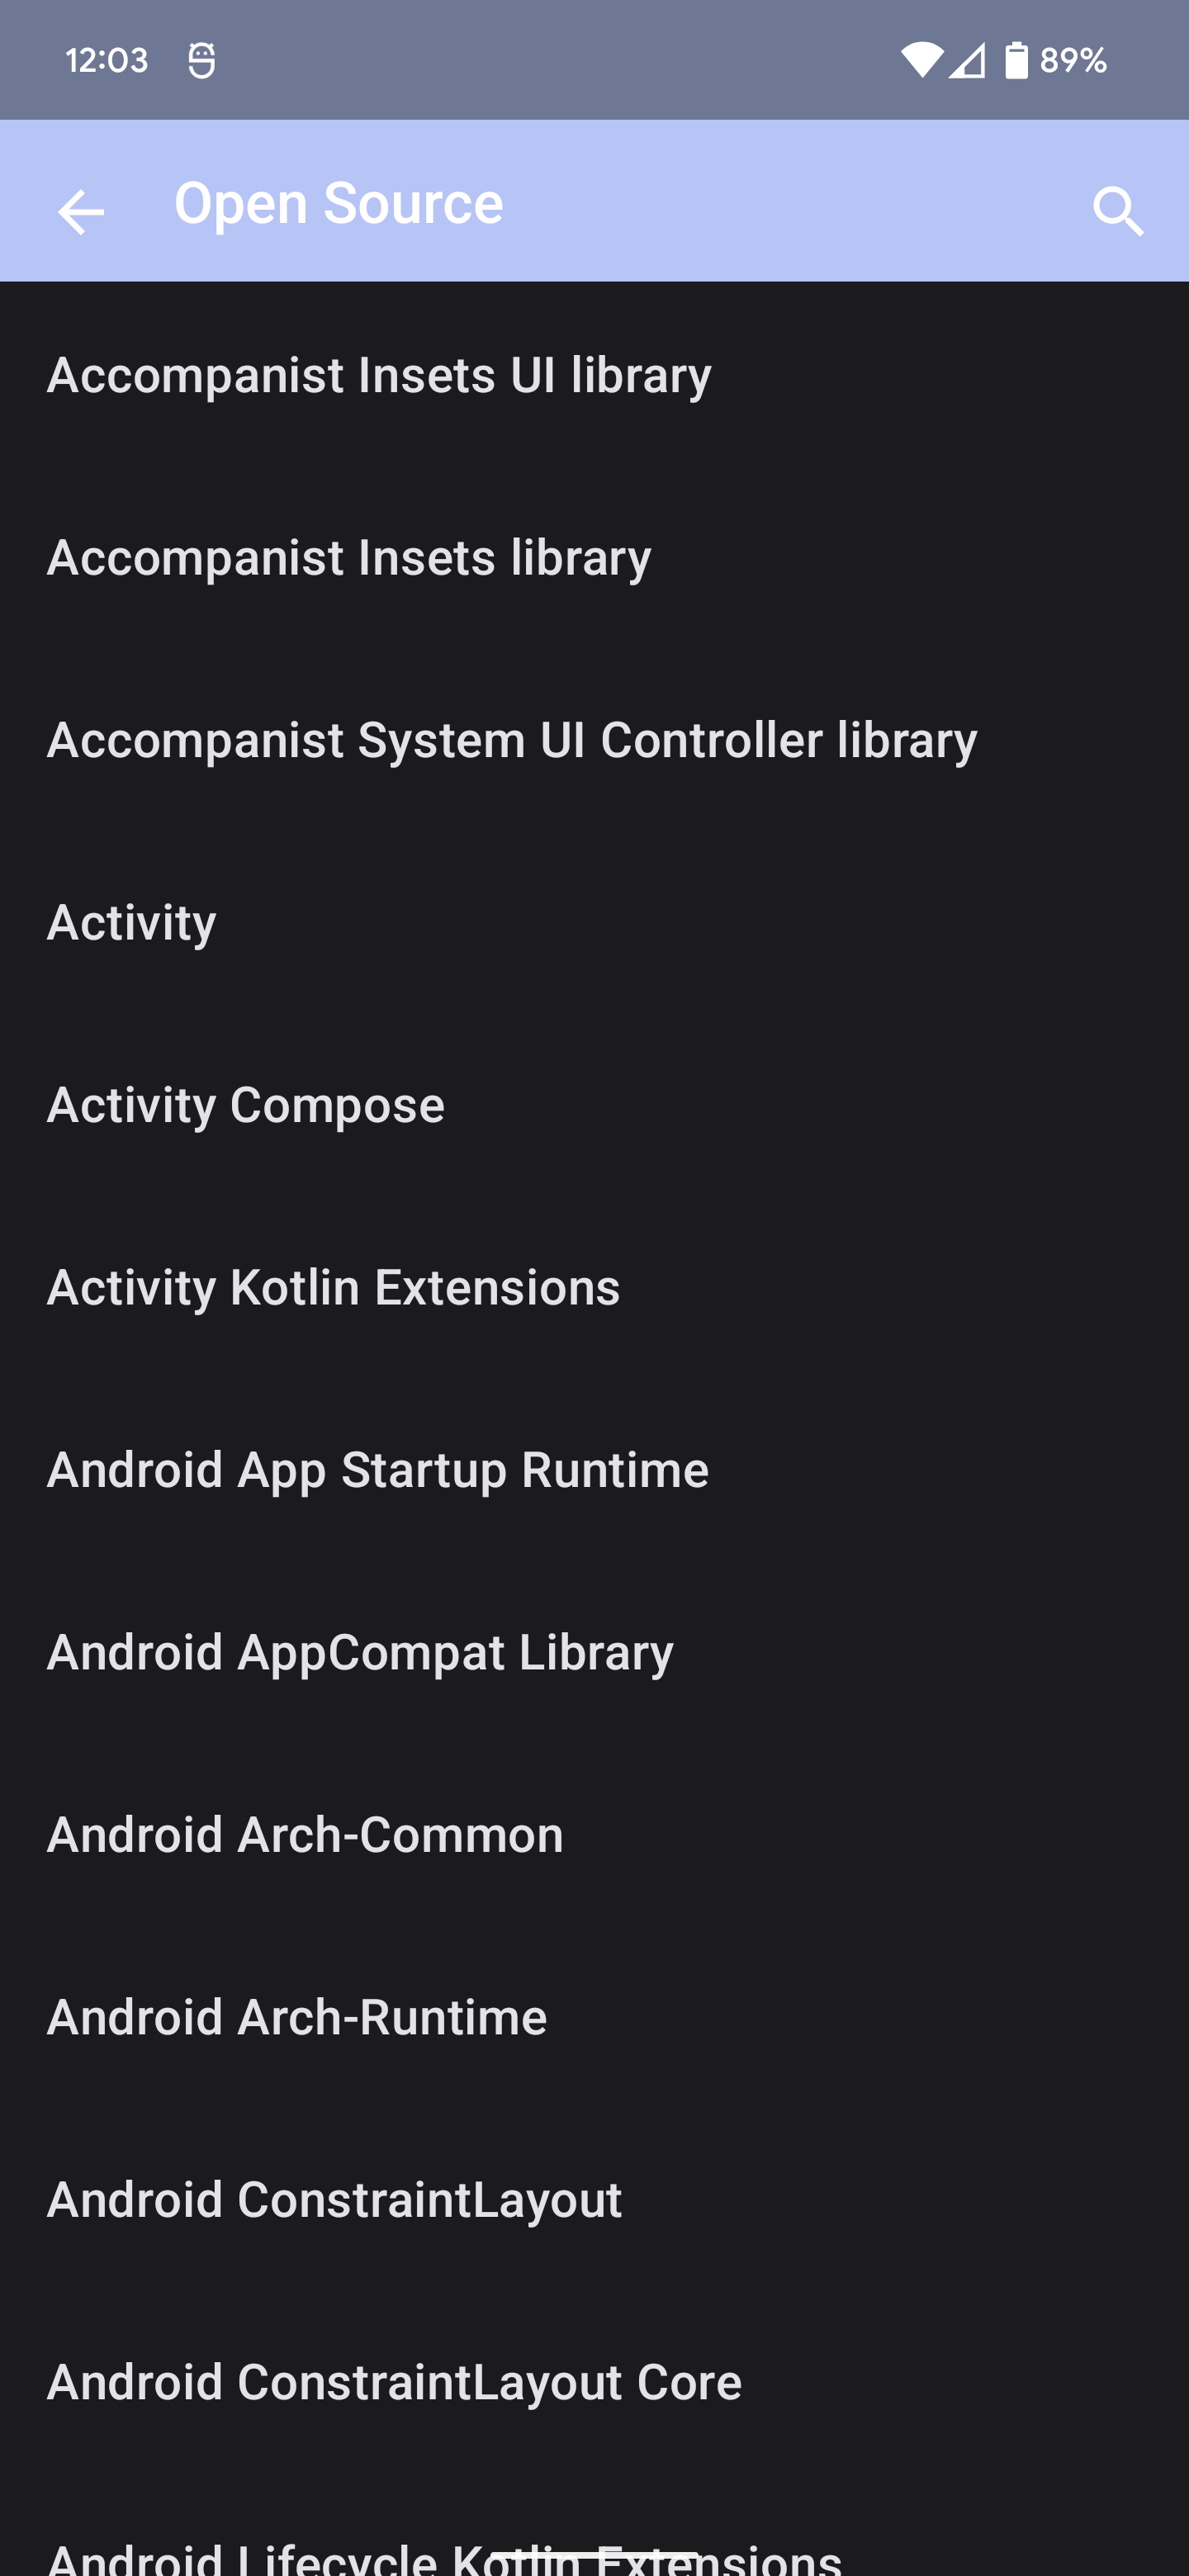 12:03
89%
Open Source
Accompanist Insets UI library
Accompanist Insets library
Accompanist System UI Controller library
Activity
Activity Compose
Activity Kotlin Extensions
Android App Startup Runtime
Android AppCompat Library
Android Arch-Common
Android Arch-Runtime
Android ConstraintLayout
Android ConstraintLayout Core
Android Lifecycle Kotlin Extensions